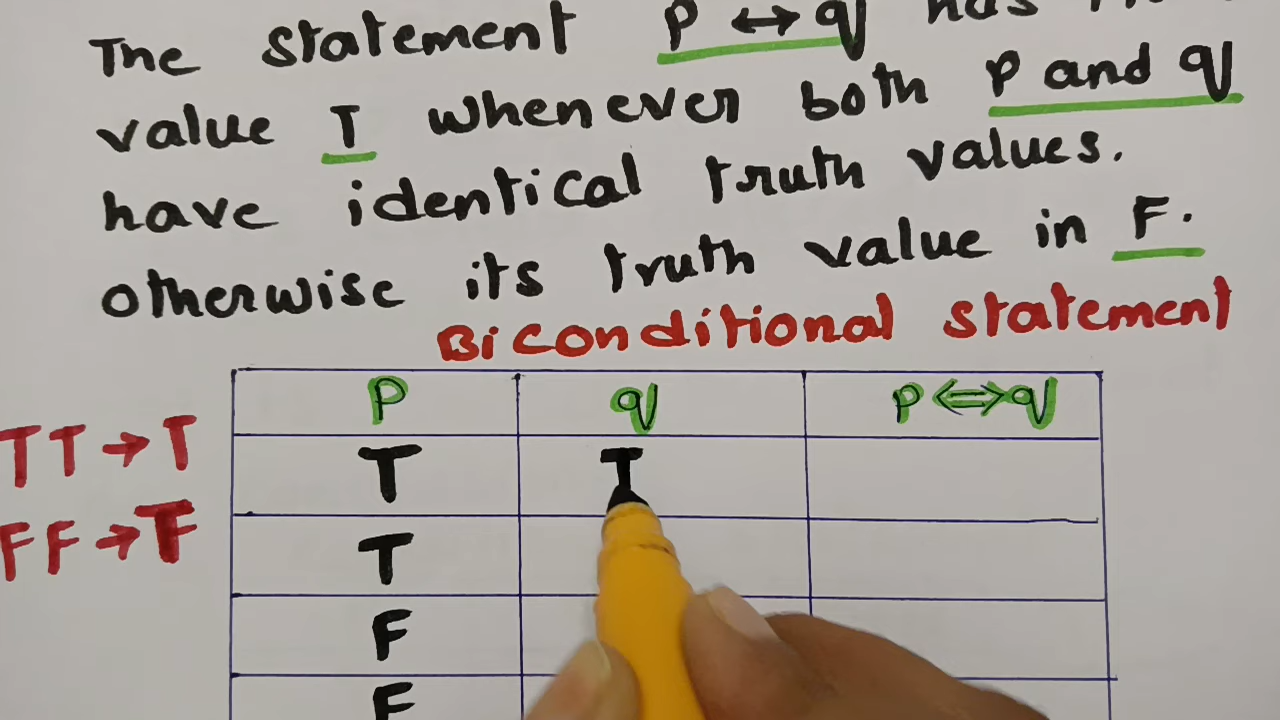 The statement P ↔ q has
value T whenever both P and q
have identical truth values.
otherwise its truth value in F.
Biconditional statement
P q P ⇔ q
TT → T T T
FF → T T
F
F